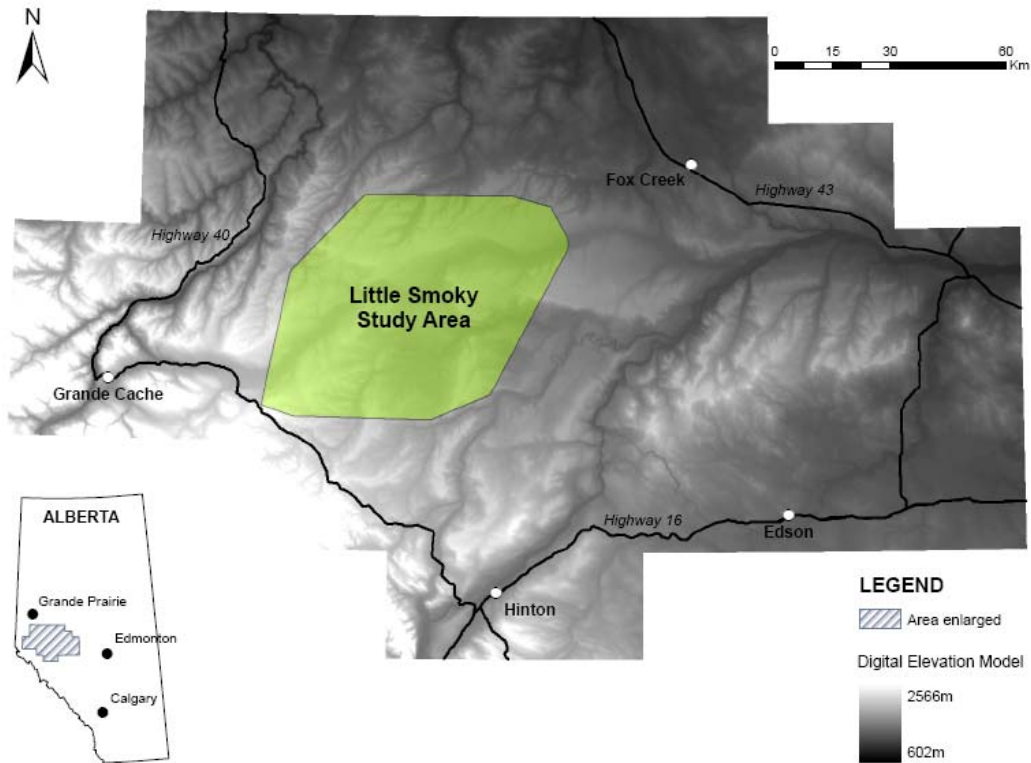 N
0 15 30 60
Km
Fox Creek
Highway 43
Highway 40
Little Smoky
Study Area
Grande Cache
Highway 16
Edson
Hinton
ALBERTA
Grande Prairie
Edmonton
Calgary
LEGEND
Area enlarged
Digital Elevation Model
2566m
602m